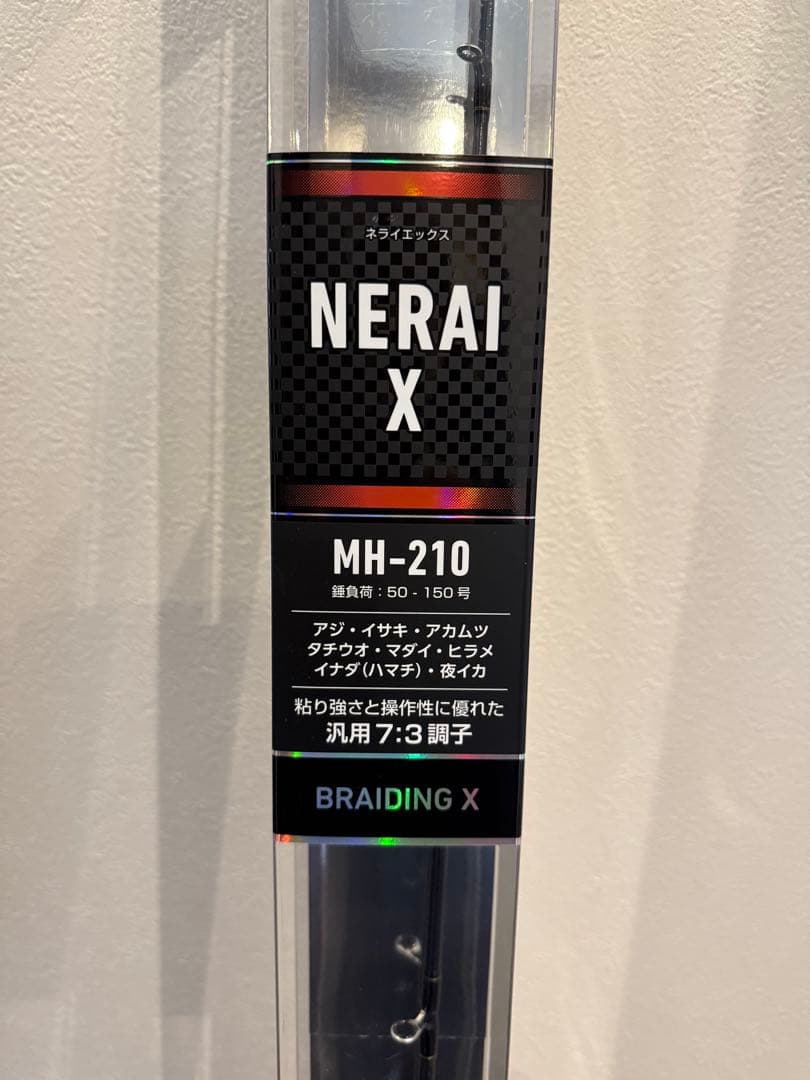 ネライエックス
NERAI
X
MH-210
錘負荷：50 - 150 号
アジ・イサキ・アカムツ
タチウオ・マダイ・ヒラメ
イナダ(ハマチ)・夜イカ
粘り強さと操作性に優れた
汎用 7:3 調子
BRAIDING X